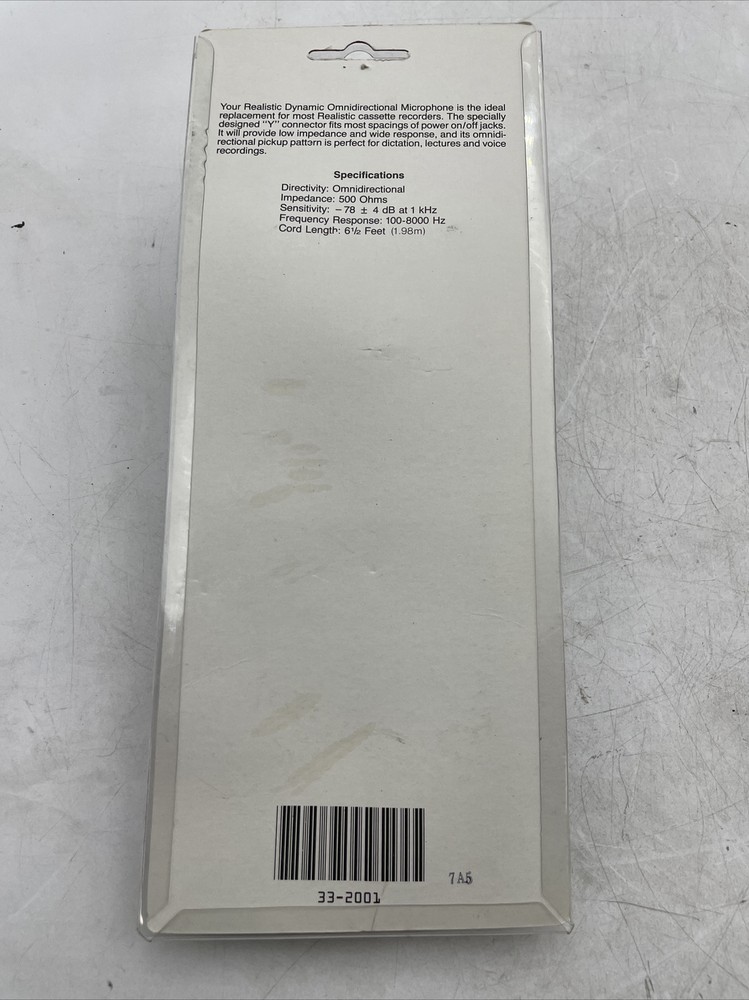 Your Realistic Dynamic Omnidirectional Microphone is the ideal
replacement for most Realistic cassette recorders. The specially
designed "Y" connector fits most spacings of power on/off jacks.
It will provide low impedance and wide response, and its omnidi-
rectional pickup pattern is perfect for dictation, lectures and voice
recordings.
Specifications
Directivity: Omnidirectional
Impedance: 500 Ohms
Sensitivity: −78 ± 4 dB at 1 kHz
Frequency Response: 100-8000 Hz
Cord Length: 6½ Feet (1.98m)
7A5
33-2001